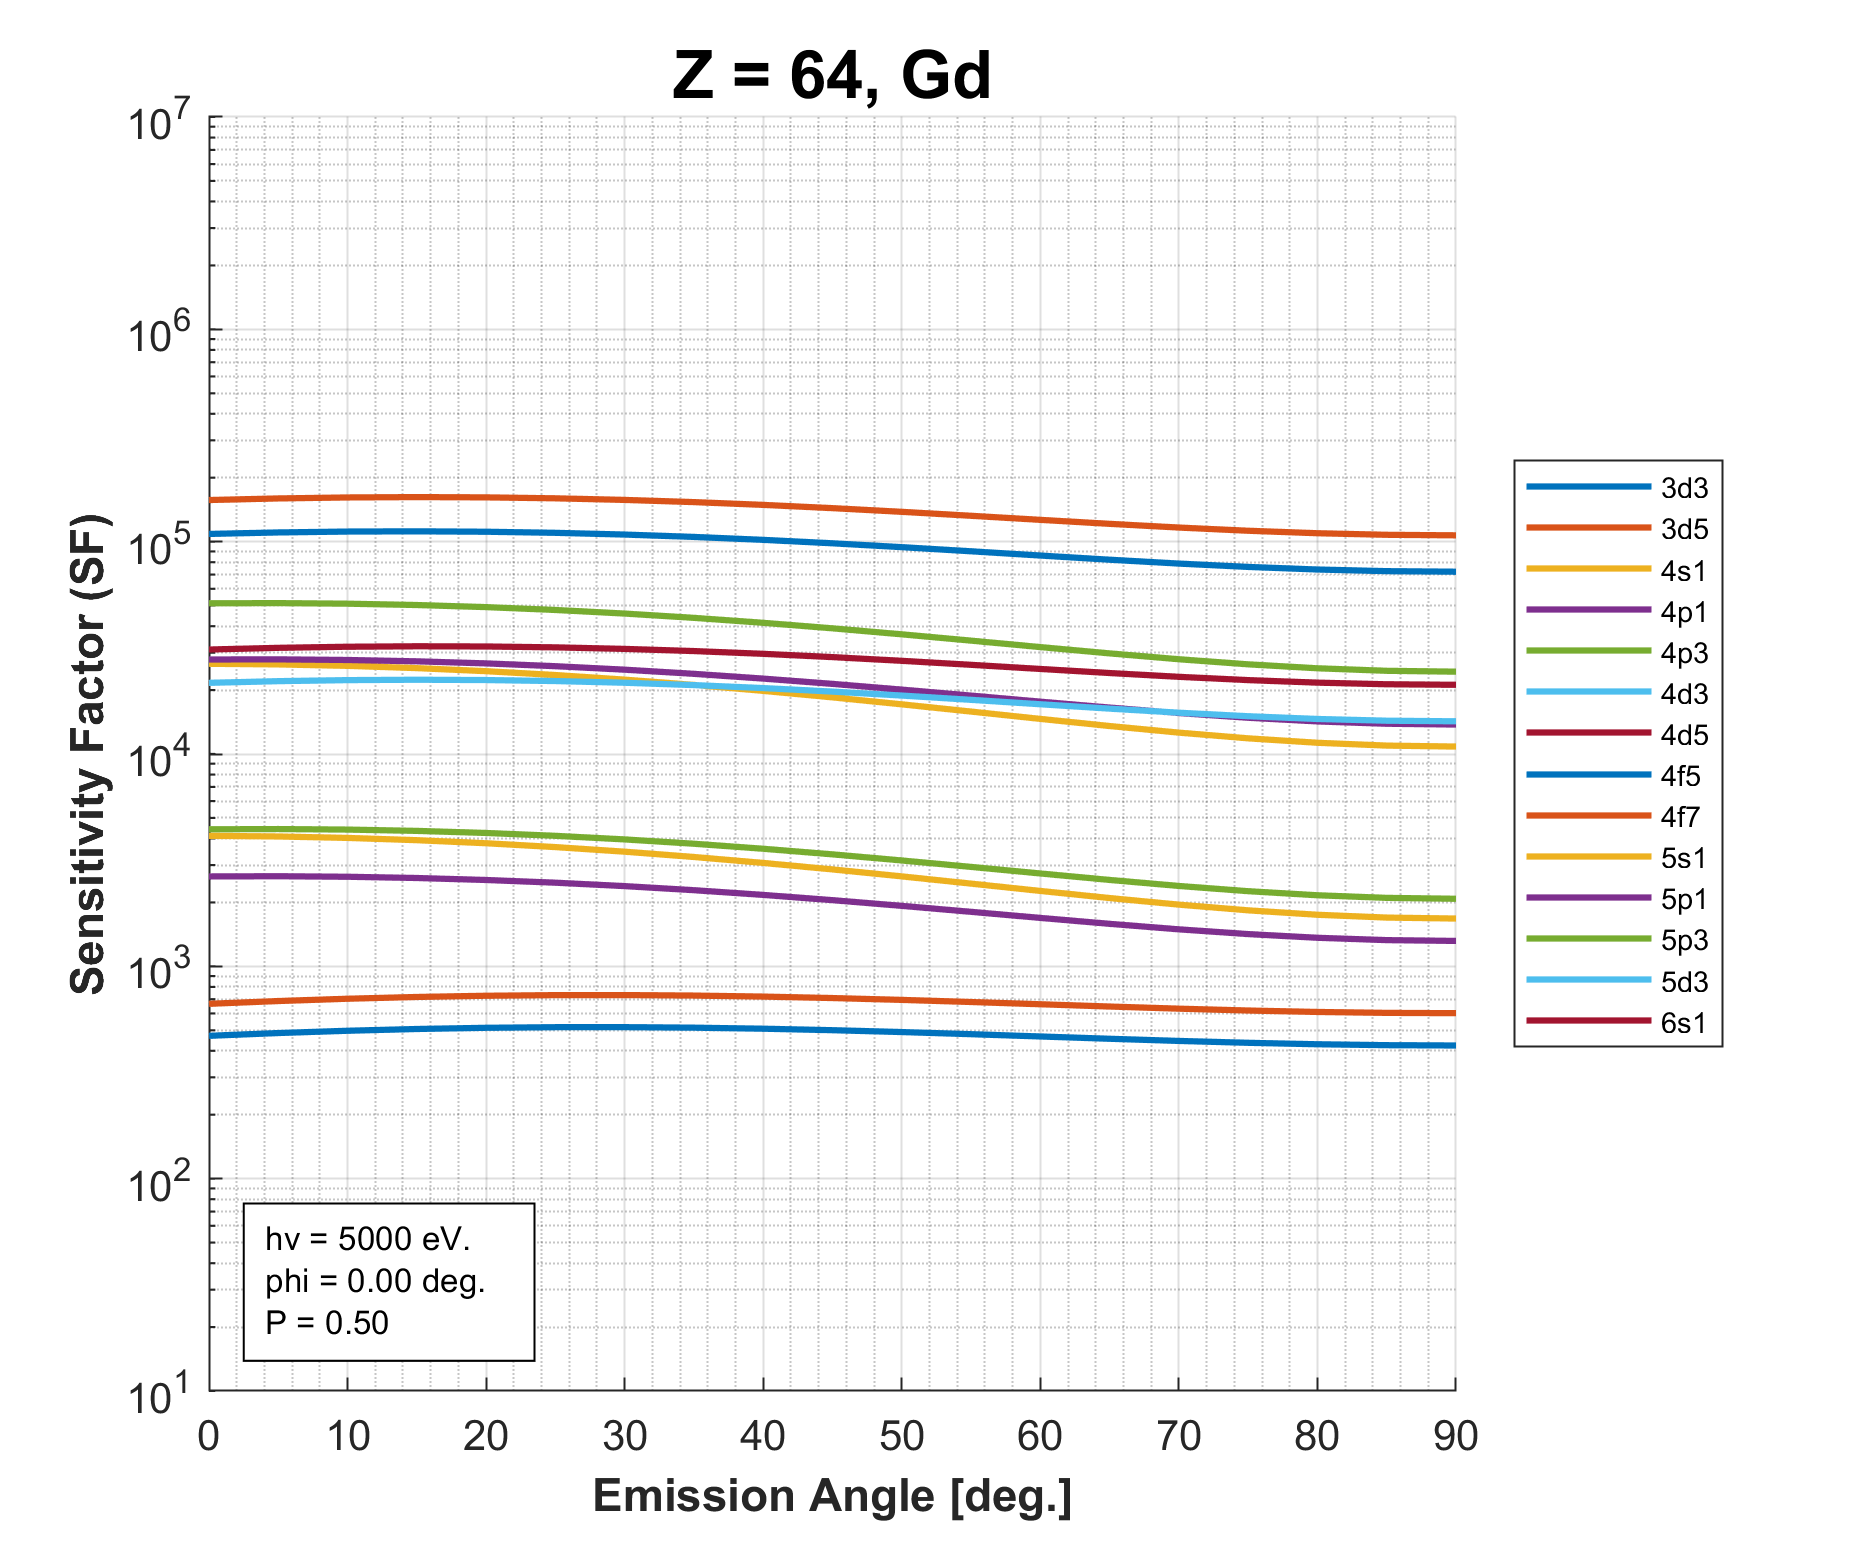 Z = 64, Gd
10^7
10^6
10^5
10^4
10^3
10^2
10^1
Sensitivity Factor (SF)
0 10 20 30 40 50 60 70 80 90
Emission Angle [deg.]
hv = 5000 eV.
phi = 0.00 deg.
P = 0.50
3d3
3d5
4s1
4p1
4p3
4d3
4d5
4f5
4f7
5s1
5p1
5p3
5d3
6s1